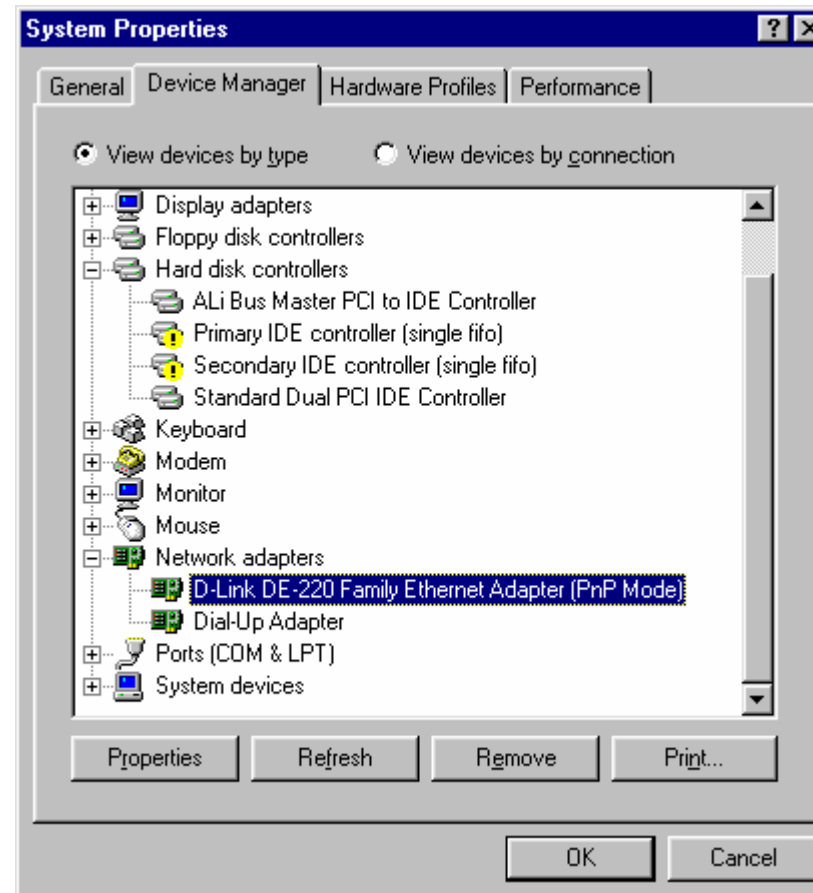 System Properties
General Device Manager Hardware Profiles Performance
View devices by type View devices by connection
Display adapters
Floppy disk controllers
Hard disk controllers
ALi Bus Master PCI to IDE Controller
Primary IDE controller (single fifo)
Secondary IDE controller (single fifo)
Standard Dual PCI IDE Controller
Keyboard
Modem
Monitor
Mouse
Network adapters
D-Link DE-220 Family Ethernet Adapter (PnP Mode)
Dial-Up Adapter
Ports (COM & LPT)
System devices
Properties Refresh Remove Print...
OK Cancel